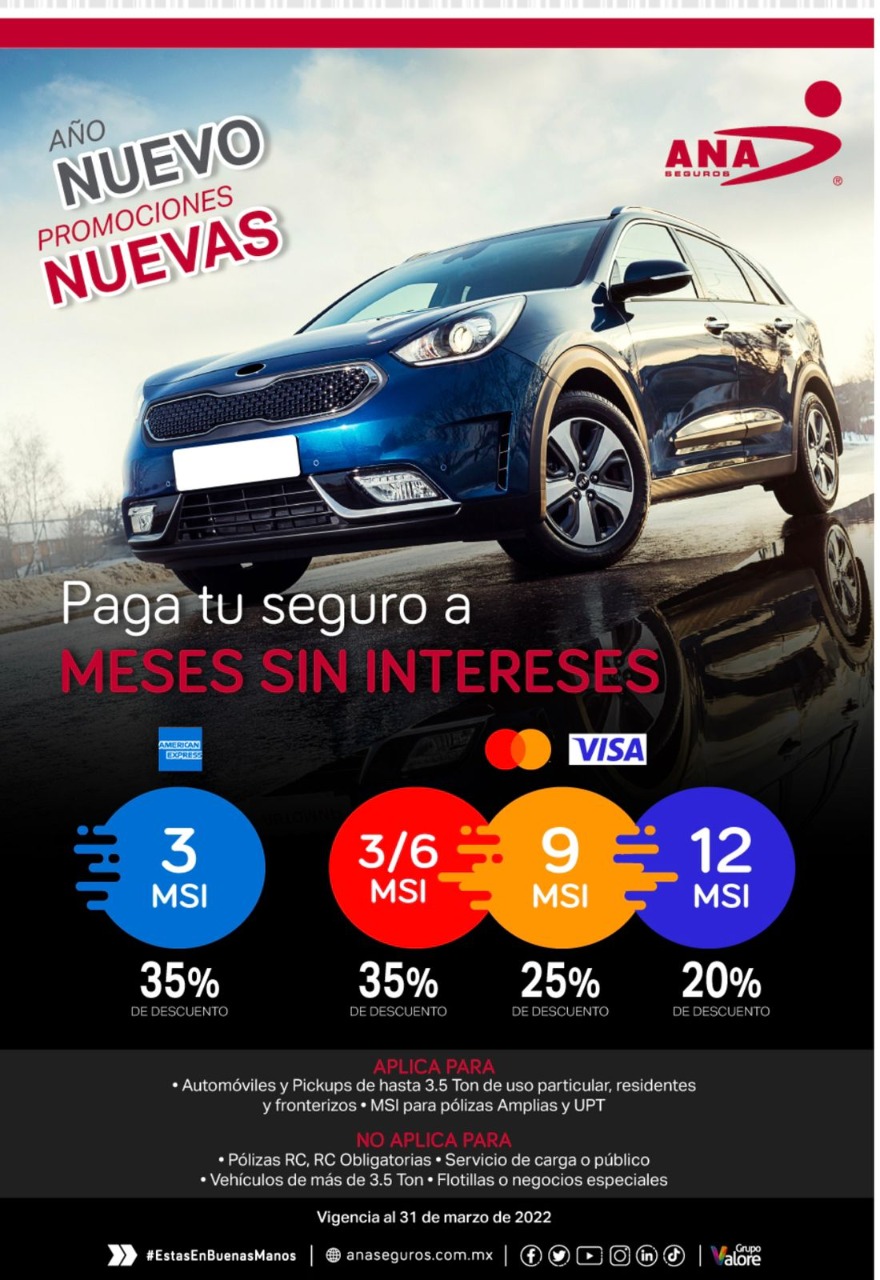 AÑO
NUEVO
PROMOCIONES
NUEVAS
ANA
SEGUROS
®
Paga tu seguro a
MESES SIN INTERESES
AMERICAN
EXPRESS
VISA
3
MSI
3/6
MSI
9
MSI
12
MSI
35%
DE DESCUENTO
35%
DE DESCUENTO
25%
DE DESCUENTO
20%
DE DESCUENTO
APLICA PARA
• Automóviles y Pickups de hasta 3.5 Ton de uso particular, residentes
y fronterizos • MSI para pólizas Amplias y UPT
NO APLICA PARA
• Pólizas RC, RC Obligatorias • Servicio de carga o público
• Vehículos de más de 3.5 Ton • Flotillas o negocios especiales
Vigencia al 31 de marzo de 2022
#EstasEnBuenasManos | anaseguros.com.mx | Grupo Valore